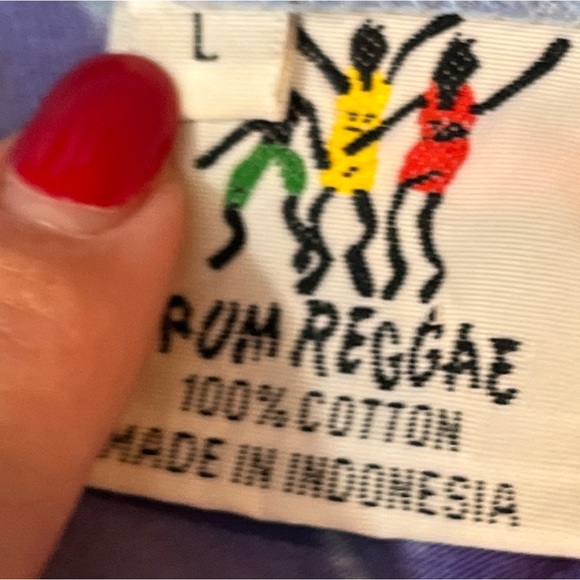 L
RUM REGGAE
100% COTTON
MADE IN INDONESIA